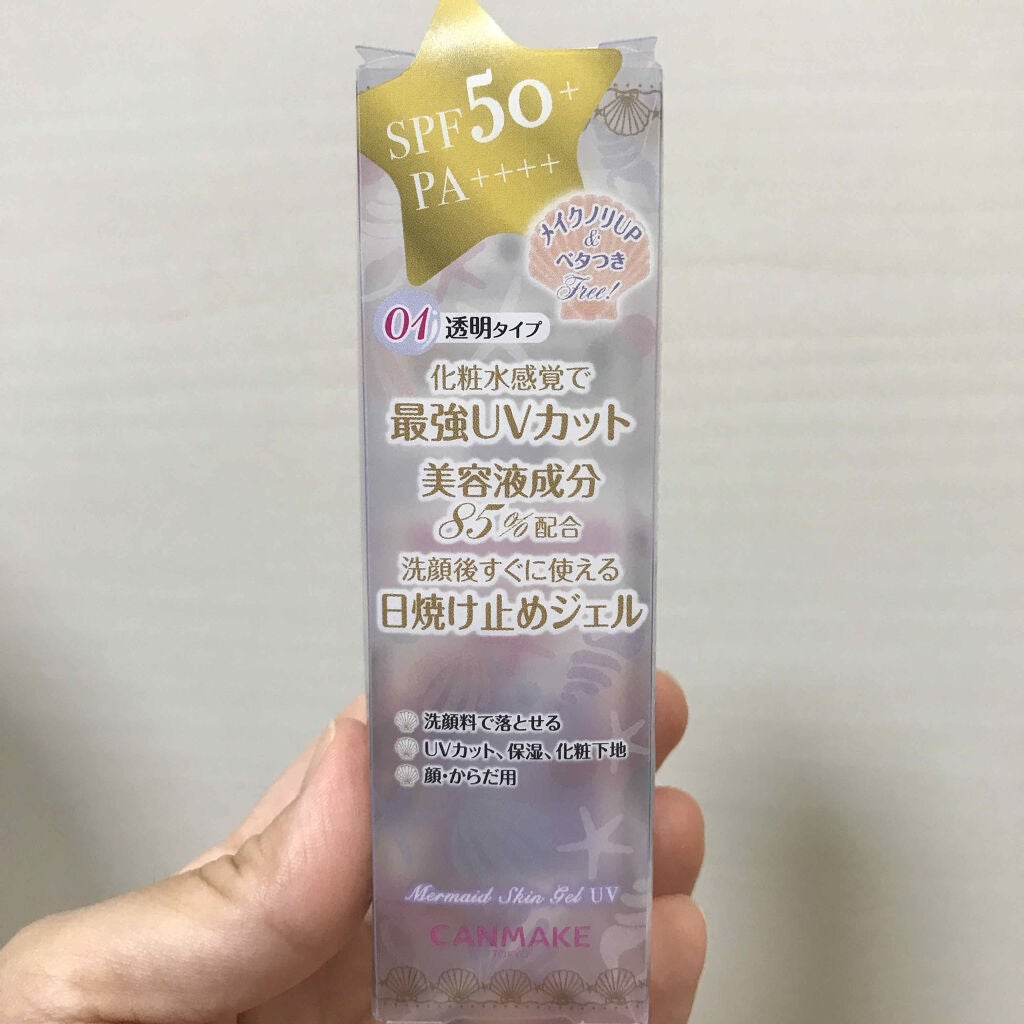 SPF50+
PA++++
メイクノリUP
&
ベタつき
Free!
01 透明タイプ
化粧水感覚で
最強UVカット
美容液成分
85%配合
洗顔後すぐに使える
日焼け止めジェル
洗顔料で落とせる
UVカット、保湿、化粧下地
顔・からだ用
Mermaid Skin Gel UV
CANMAKE
TOKYO